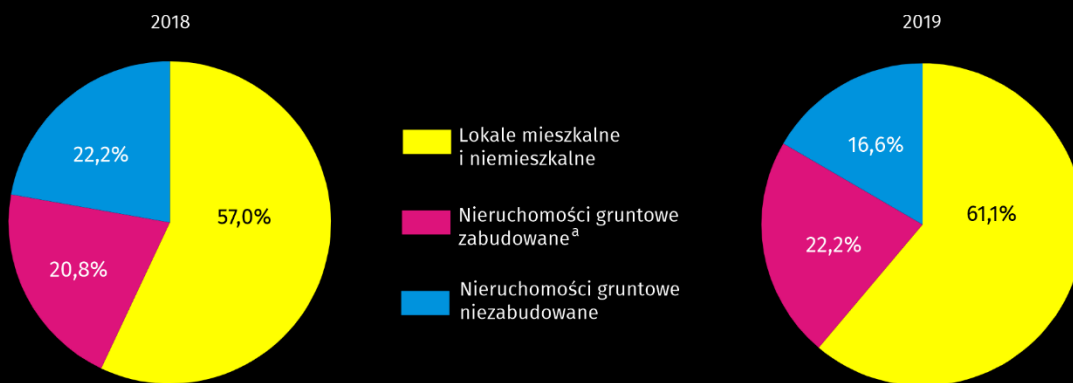 2018
22,2%
57,0%
20,8%
Lokale mieszkalne
i niemieszkalne
Nieruchomości gruntowe
zabudowane a
Nieruchomości gruntowe
niezabudowane
2019
16,6%
61,1%
22,2%